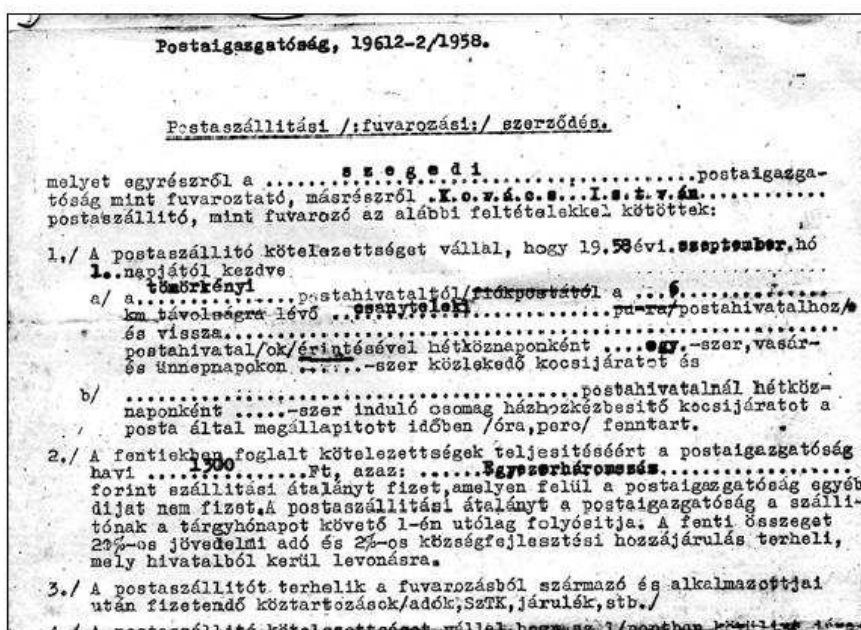 Postaigazgatóság, 19612-2/1958.
Postaszállitási /:fuvarozási:/ szerződés.
melyet egyrészről a ...szegedi...postaigazga-
tóság mint fuvaroztató, másrészről .Kovács...István...
postaszállító, mint fuvarozó az alábbi feltételekkel kötöttek:
1./ A postaszállitó kötelezettséget vállal, hogy 19.58évi.szeptember.hó
1..napjától kezdve
a/ a tömörkényi postahivataltól/fiókpostától a ...6...
km távolságra lévő ...csanyteleki... pu-ra/postahivatalhoz/
és vissza...
postahivatal/ok/érintésével hétköznaponként ....egy.-szer,vasár-
és ünnepnapokon ......-szer közlekedő kocsijáratot és
b/ ...postahivatalnál hétköz-
naponként .....-szer induló csomag házhozkézbesitő kocsijáratot a
posta által megállapitott időben /óra,perc/ fenntart.
2./ A fentiekben foglalt kötelezettségek teljesitéséért a postaigazgatóság
havi ...1300...Ft, azaz: ......Egyezerháromszáz...
forint szállitási átalányt fizet,amelyen felül a postaigazgatóság egyéb
dijat nem fizet.A postaszállitási átalányt a postaigazgatóság a szálli-
tónak a tárgyhónapot követő 1-én utólag folyósitja. A fenti összeget
-os jövedelmi adó és 2%-os községfejlesztési hozzájárulás terheli,
mely hivatalból kerül levonásra.
3./ A postaszállitót terhelik a fuvarozásból származó és alkalmazottjai
után fizetendő köztartozások/adók,SzTK,járulék,stb./